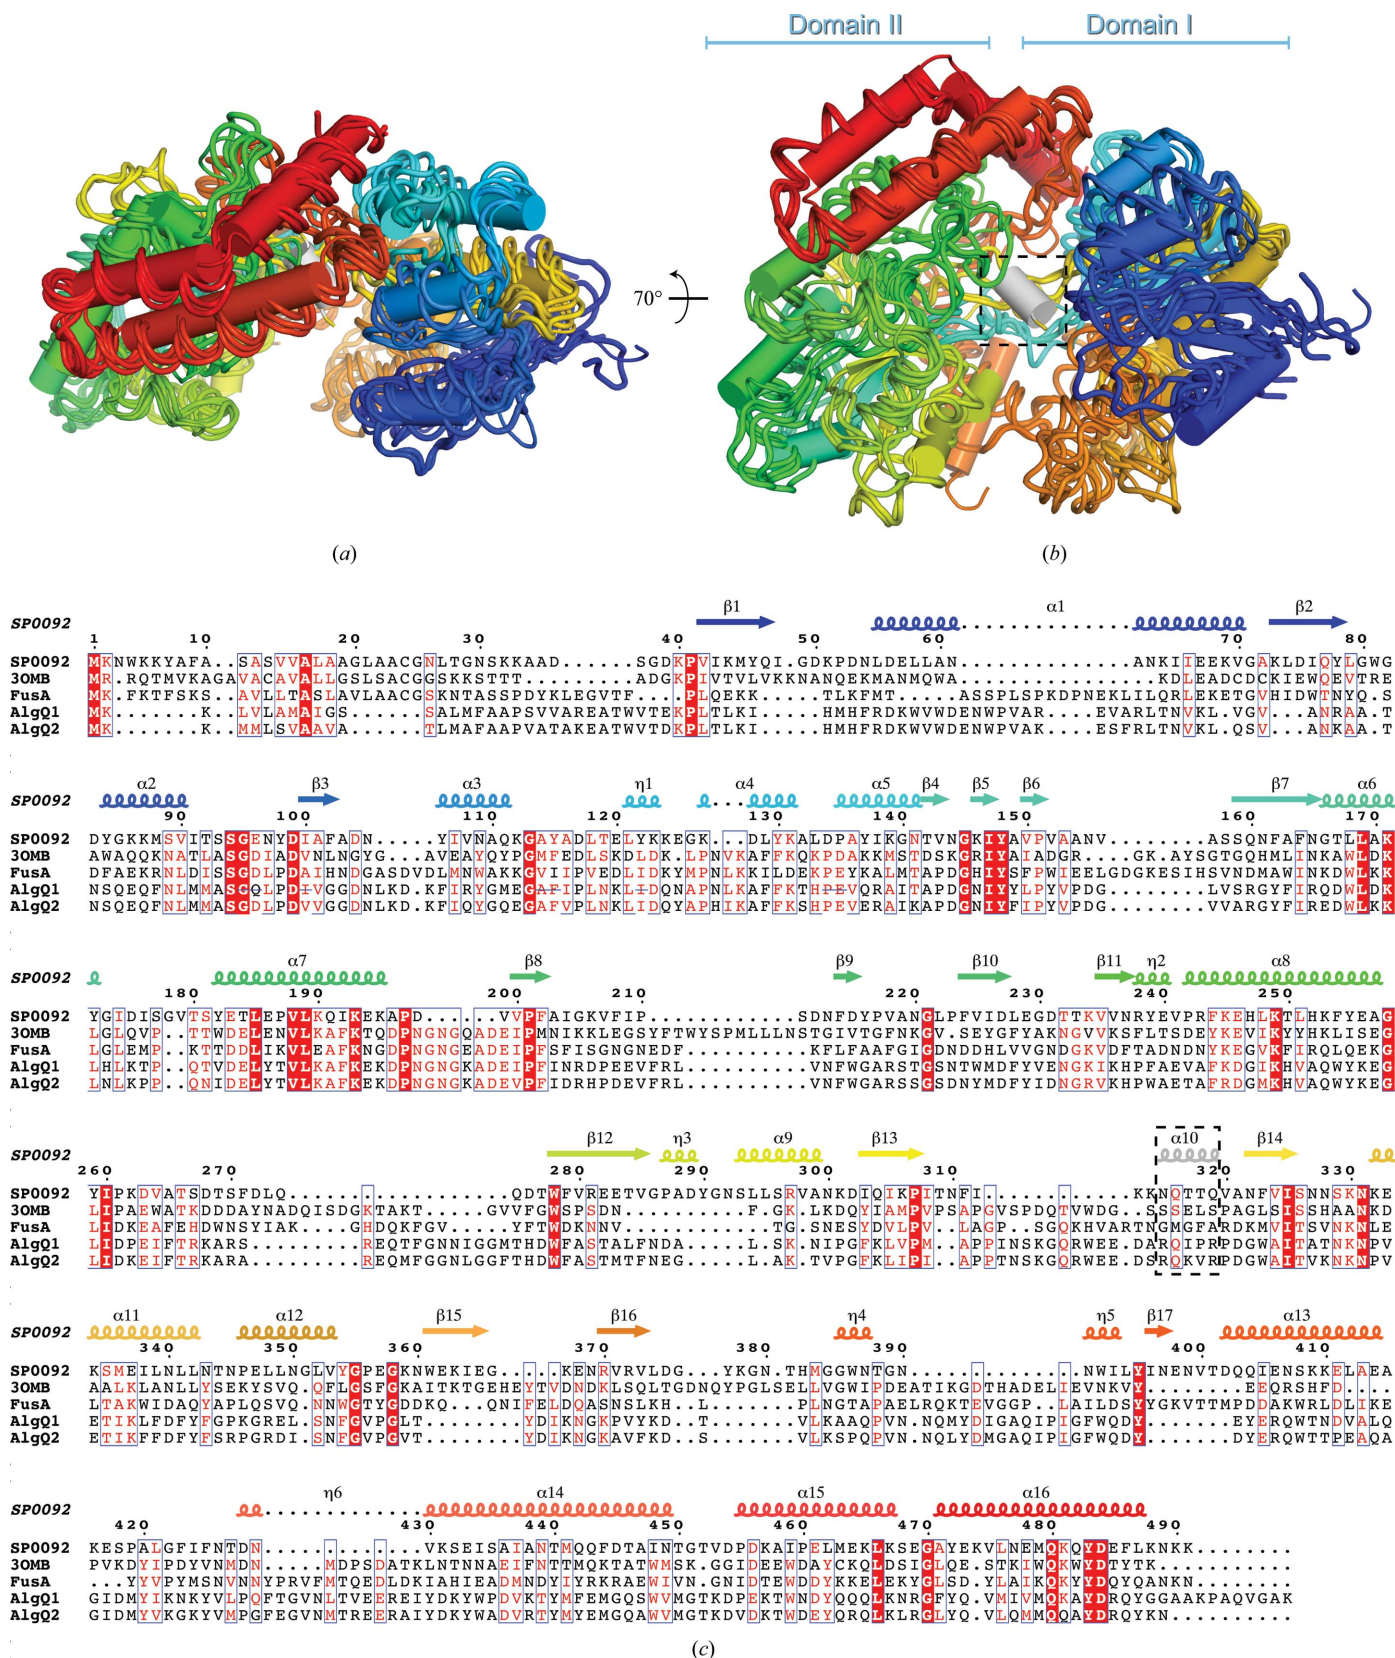 Domain II Domain I
70°
(a) (b)
β1 α1 β2
SP0092
1 10 20 30 40 50 60 70 80
SP0092 MKNWKKYAFA..SASVVALAAGLAACGNLTGNSKKAAD.......SGDKPVIKMYQI.GDKPDNLDELLAN..............ANKIIEEKVGAKLDIQYLGWG
3OMB MR.RQTMVKAGAVACAVALLGSLSACGGSKKSTTT..........ADGKPIVTVLVKKNANQEKMANMQWA..............KDLEADCDCKIEWQEVTRE
FusA MK.FKTFSKS..AVLLTASLAVLAACGSKNTASSPDYKLEGVTF....PLQEKK....TLKFMT.....ASSPLSPKDPNEKLILQRLEKETGVHIDWTNYQ.S
AlgQ1 MK.......K..LVLAMAIGS......SALMFAAPSVVAREATWVTEKPLTLKI.....HMHFRDKWVWDENWPVAR....EVARLTNVKL.VGV...ANRAA.T
AlgQ2 MK.......K..MMLSVAAVA......TLMAFAAPVATAKEATWVTDKPLTLKI.....HMHFRDKWVWDENWPVAK....ESFRLTNVKL.QSV...ANKAA.T
α2 β3 α3 η1 α4 α5 β4 β5 β6 β7 α6
SP0092
90 100 110 120 130 140 150 160 170
SP0092 DYGKKMSVITSSGENYDIAFADN.....YIVNAQKGAYADLTELYKKEGK...DLYKALDPAYIKGNTVNGKIYAVPVAANV........ASSQNFAFNGTLLAK
3OMB AWAQQKNATLASGDIADVNLNGYG...AVEAYQYPGMFEDLSKDLDK.LPNVKAFFKQKPDAKKMSTDSKGRIYAIADGR...GK.AYSGTGQHMLINKAWLDK
FusA DFAEKRNLDISSGDLPDAIHNDGASDVDLMNWAKKGVIIPVEDLIDKYMPNLKKILDEKPEYKALMTAPDGHIYSFPWIEELGDGKESIHSVNDMAWINKDWLKK
AlgQ1 NSQEQFNLMMASGQLPDIVGGDNLKD.KFIRYGMEGAFIPLNKLIDQNAPNLKAFFKTHPEVQRAITAPDGNIYYLPYVPDG........LVSRGYFIRQDWLDK
AlgQ2 NSQEQFNLMMASGDLPDVVGGDNLKD.KFIQYGQEGAFVPLNKLIDQYAPHIKAFFKSHPEVERAIKAPDGNIYFIPYVPDG........VVARGYFIREDWLKK
α7 β8 β9 β10 β11 η2 α8
SP0092
180 190 200 210 220 230 240 250
SP0092 YGIDISGVTSYETLEPVLKQIKEKAPD.....VVPFAIGKVFIP............SDNFDYPVANGLPFVIDLEGDTTKVVNRYEVPRFKEHLKTLHKFYEAG
3OMB LGLQVP..TTWDELENVLKAFKTQDPNGNGQADEIPMNIKKLEGSYFTWYSPMLLLNSTGIVTGFNGK.VSEYGFYAKNGVVKSFLTSDEYKEVIKYYHKLISEG
FusA LGLEMP..KTTDDLIKVLEAFKNGDPNGNGEADEIPFSFISGNGNEDF........KFLFAAFGIGDNDDHLVVGNDGKVDFTADNDNYKEGVKFIRQLQEKG
AlgQ1 LHLKTP..QTVDELYTVLKAFKEKDPNGNGKADEVPFINRDPEEVFRL........VNFWGARSSGSNTWMDFYVENGKIKHPFAEVAFKDGIKHVAQWYKEG
AlgQ2 LNLKPP..QNIDELYTVLKAFKEKDPNGNGKADEVPFIDRHPDEVFRL........VNFWGARSSGSDNYMDFYIDNGRVKHPWAETAFRDGMKHVAQWYKEG
β12 η3 α9 β13 α10 β14
SP0092
260 270 280 290 300 310 320 330
SP0092 YIPKDVATSDTSFDLQ..................QDTWFVREETVGPADYGNSLLSRVANKDIQIKPITNFI..............KKNQTTQVANFVISNNSKNKE
3OMB LIPAEWATKDDDAYNADQISDGKTAKT.......GVVFGWSPSDN..........F.GK.LNEKDQYIAMPVPSAPGVSPDQTVWDG..SSSELSPAGLSISSHAANKD
FusA LIDKEAFEHDWNSYIAK....GHDQKFGV.....YFTWDKNNV............TG.SNESYDVLPV.LAGP...SGQKHVARTNGMGFARDKMVITSVNKNLE
AlgQ1 LIDPEIFTRKARS.........REQTFGNNIGGMTHDWFASTALFNDA.......L.SK.NIPGFKLVPM..APPINSKGQRWEE.DARQIPRPDGWAITATNKNPV
AlgQ2 LIDKEIFTRKARA.........REQMFGGNLGGFTHDWFASTMTFNEG.......L.AK.TVPGFKLIPI..APPTNSKGQRWEE.DSRQKVRPDGWAITVKNKNPV
α11 α12 β15 β16 η4 η5 β17 α13
SP0092
340 350 360 370 380 390 400 410
SP0092 KSMEILNLLNTNPELLNGLVYGPEGKNWEKIEG......KENRVRVLDG...YKGN.THMGGWNTGN...............NWILYINENVTDQQIENSKKELAEA
3OMB AALKLANLLYSEKYSVQ.QFLGSFGKAITKTGEHEYTVDNDKLSQLTGDNQYPGLSELLVGWIPDEATIKGDTHADELIEVNKVY.......EEQRSHFD...
FusA LTAKWIDAQYAPLQSVQ.NNWGTYGDDKQ...QNIFELDQASNSLKH..LPLNGTAPAELRQKTEVGGP..LAILDSYYGKVTTMPDDAKWRLDLIKE
AlgQ1 ETIKLFDFYFGPKGREL.SNFGVPGLT........YDIKNGKPVYKD..T......VLKAAQPVN.NQMYDIGAQIPIGFWQDY.......EYERQWTNDVALQ
AlgQ2 ETIKFFDFYFSRPGRDI.SNFGVPGVT........YDIKNGKAVFKD..S......VLKSPQPVN.NQLYDMGAQIPIGFWQDY.......DYERQWTTPEAQA
η6 α14 α15 α16
SP0092
420 430 440 450 460 470 480 490
SP0092 KESPALGFIFNTDN.............VKSEISAIANTMQQFDTAINTGTVDPDKAIPELMEKLKSEGAYEKVLNEMQKQYDEFLKNKK........
3OMB PVKDYIPDYVNMDN.....MDPSDATKLNTNNAEIFNTTMQKTATWMSK.GGIDEEWDAYCKQLDSIGLQE.STKIWQKWYDTYTK...........
FusA ...YYVPYMSNVNNYPRVFMTQEDLDKIAHIEADMNDYIYRKRAEWIVN.GGIDTEWDDYKKELEKYGLSD.YLAIKQKYYDQYQANKN........
AlgQ1 GIDMYIKNKYVLPQFTGVNLTVEEREIYDKYWPDVKTYMFEMGQSWVMGTKDPEKTWNDYQQQLKNRGFYQ.VMIVMQQAYDRQYGGAAKPAQVGAK
AlgQ2 GIDMYVKGKYVMPGFEGVNMTREERAIYDKYWADVRTYMYEMGQAWVMGTKDVDKTWDEYQRQLKLRGLYQ.VLQMMQQAYDRQYKN..........
(c)